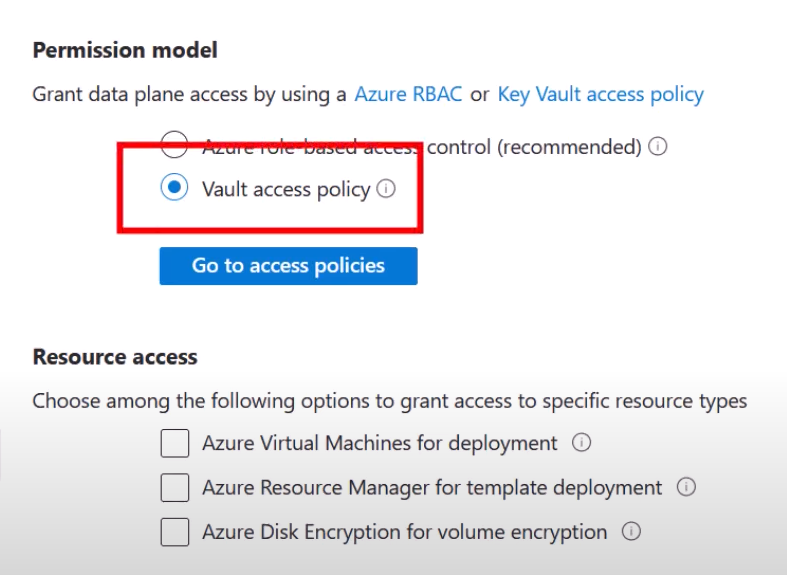 Permission model
Grant data plane access by using a Azure RBAC or Key Vault access policy
Azure role-based access control (recommended)
Vault access policy
Go to access policies
Resource access
Choose among the following options to grant access to specific resource types
Azure Virtual Machines for deployment
Azure Resource Manager for template deployment
Azure Disk Encryption for volume encryption